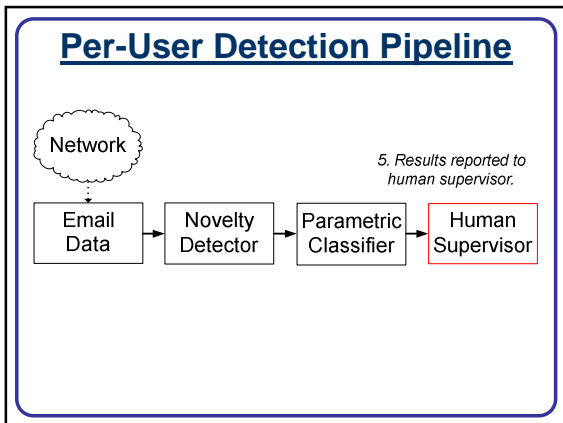 Per-User Detection Pipeline
Network
5. Results reported to
human supervisor.
Email
Data
Novelty
Detector
Parametric
Classifier
Human
Supervisor